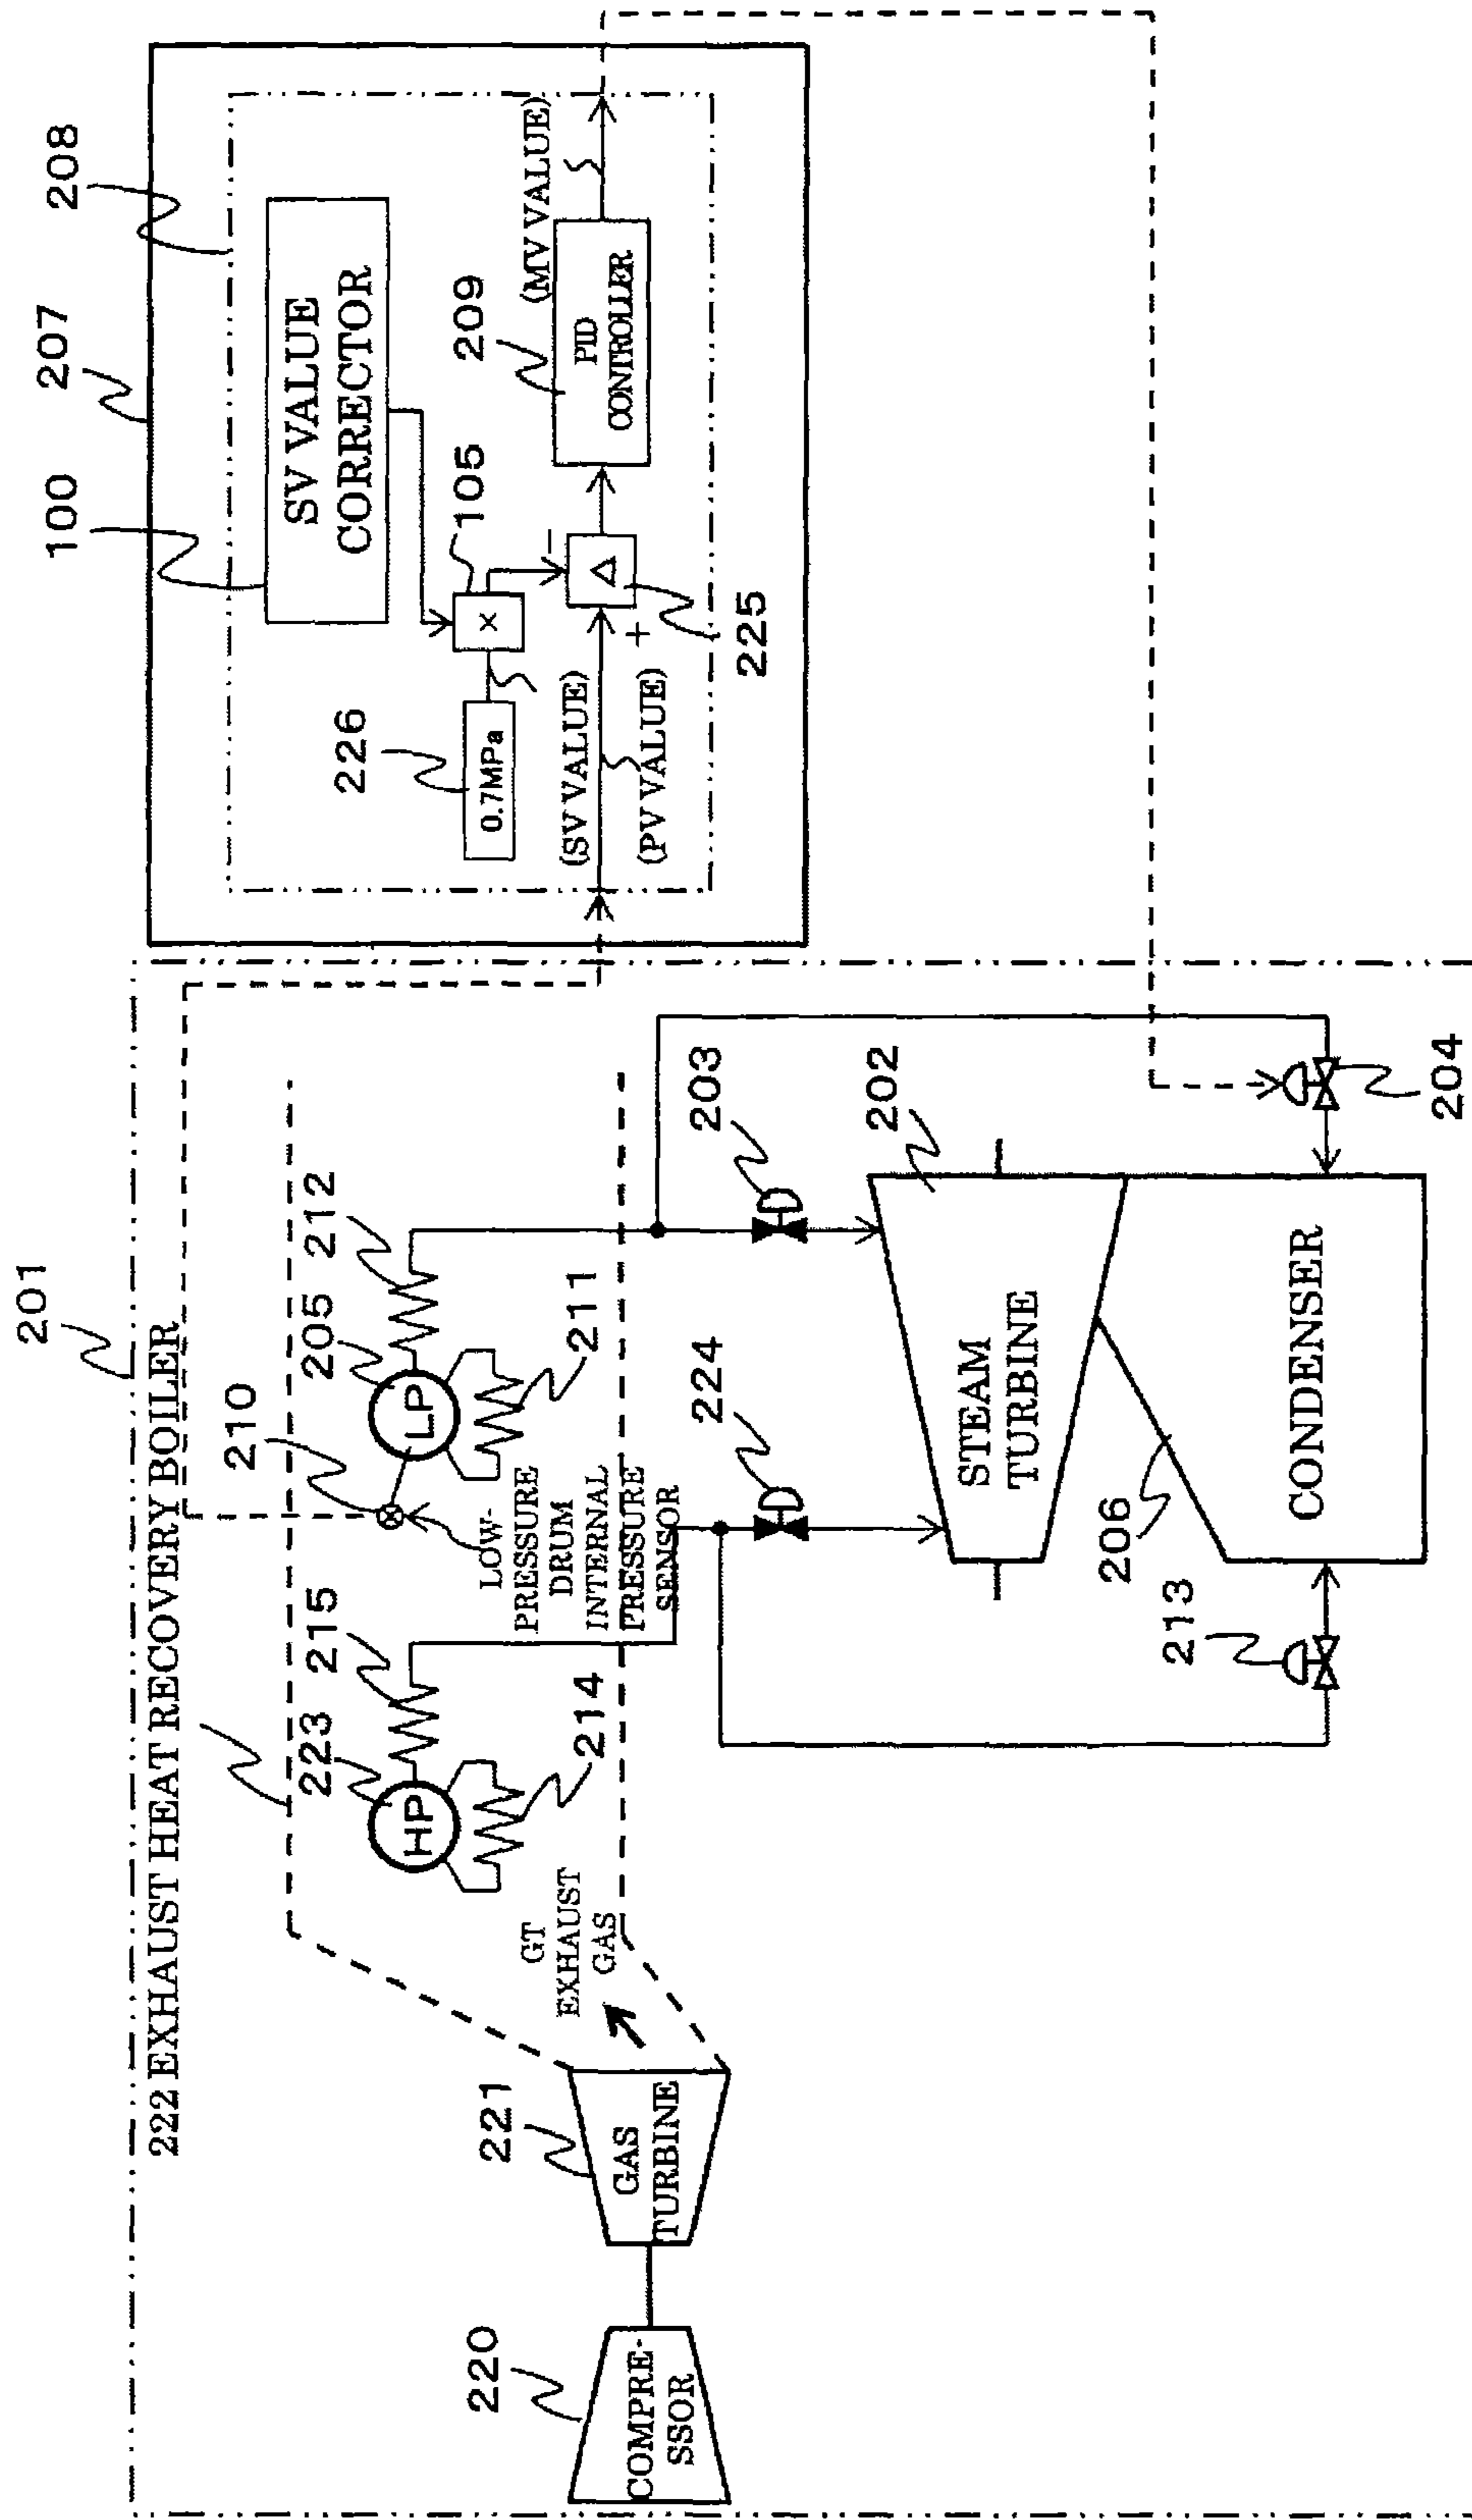 201
222 EXHAUST HEAT RECOVERY BOILER
100
207
208
SV VALUE
CORRECTOR
226
105
209
0.7MPa
×
(SV VALUE)
(PV VALUE)
+
-
Δ
225
PID
CONTROLLER
(MV VALUE)
220
COMPRE-
SSOR
221
GAS
TURBINE
GT
EXHAUST
GAS
223
215
HP
214
210
205
212
LP
211
LOW-
PRESSURE
DRUM
INTERNAL
PRESSURE
SENSOR
224
203
202
STEAM
TURBINE
206
CONDENSER
213
204